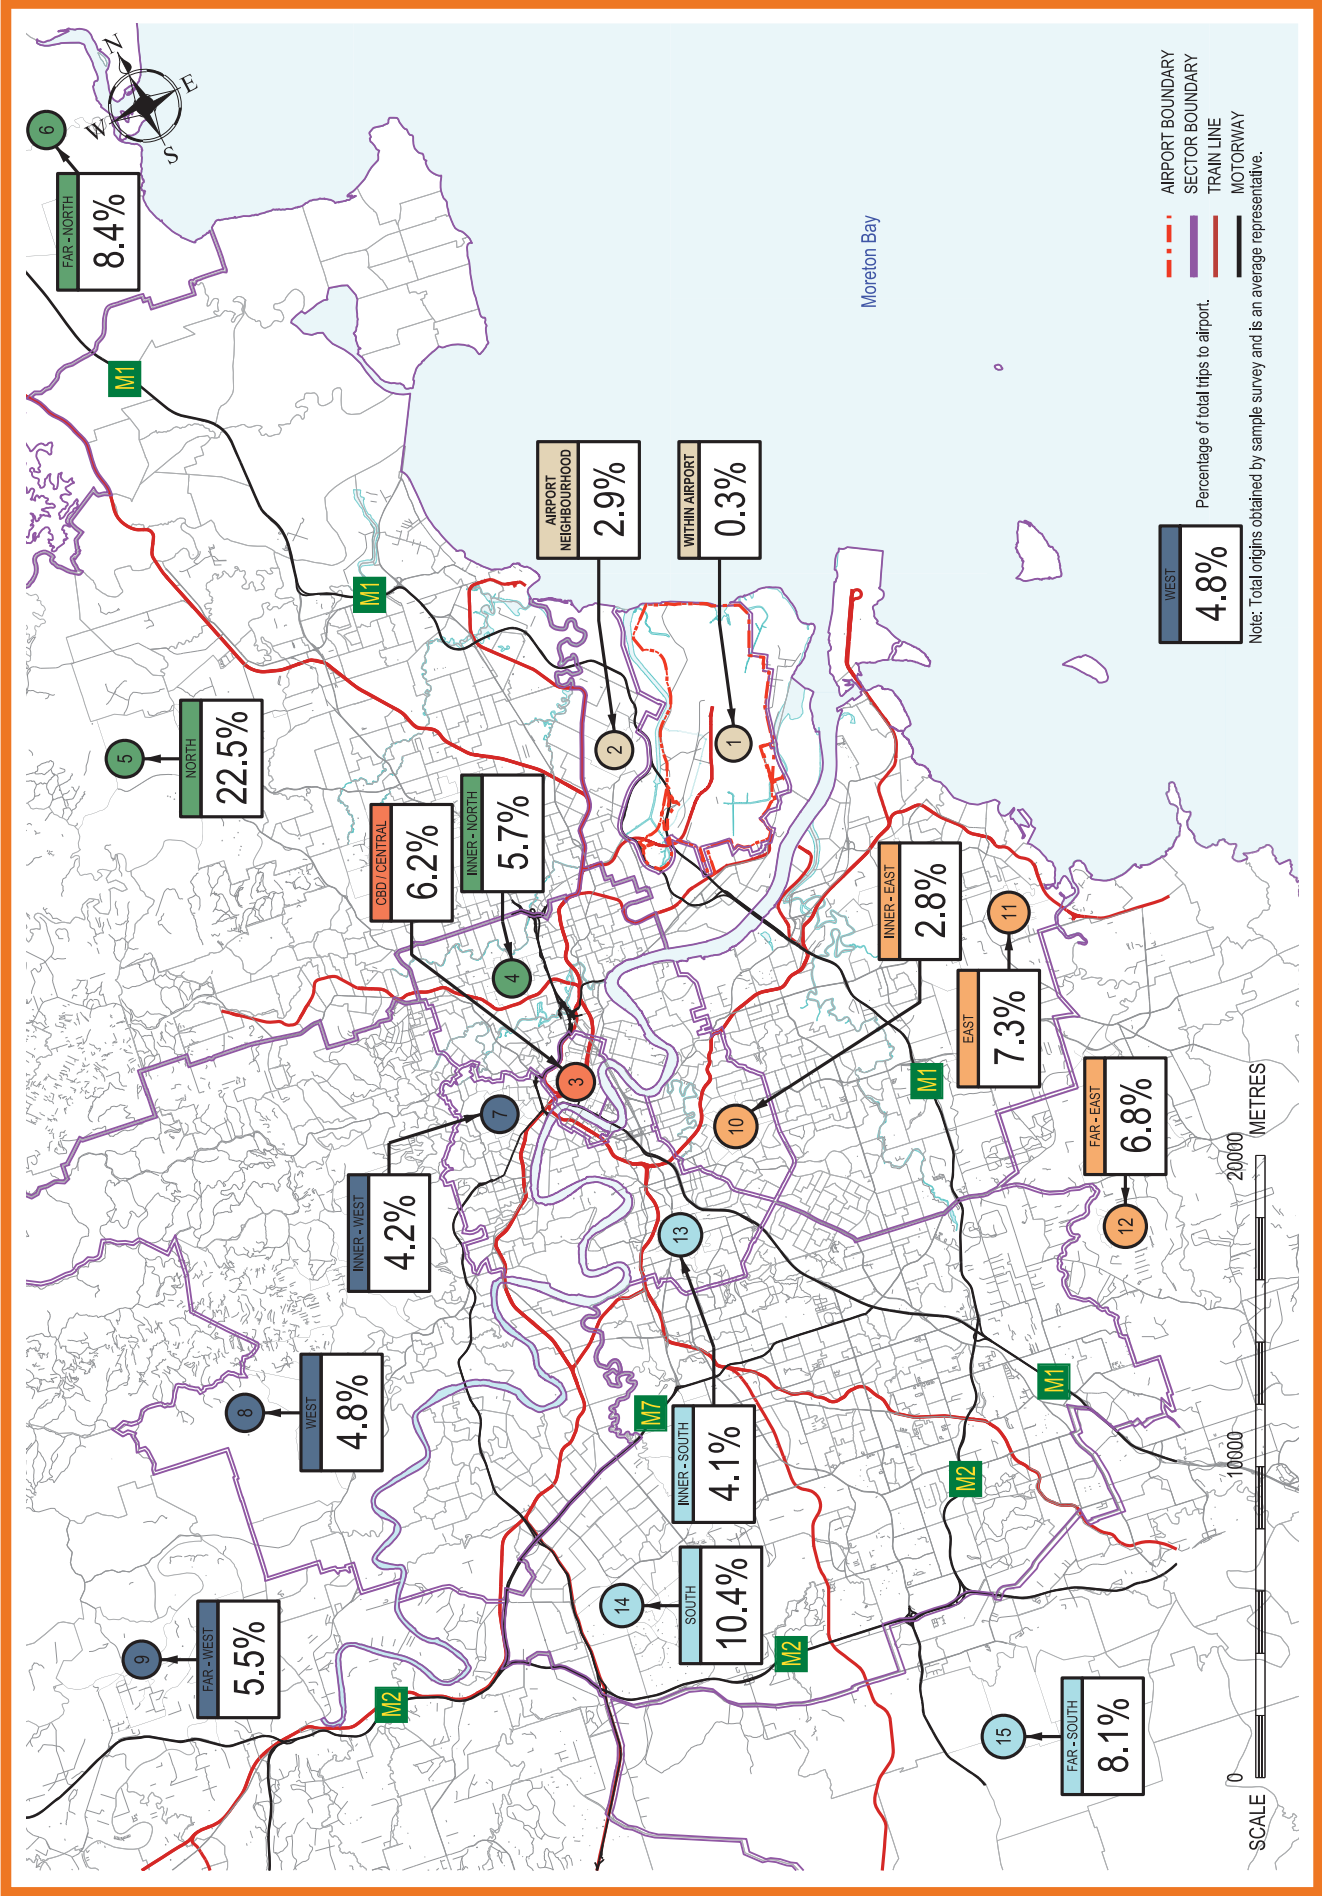 N
E
S
W
6
FAR - NORTH
8.4%
M1
M1
5
NORTH
22.5%
CBD / CENTRAL
6.2%
INNER - NORTH
5.7%
4
3
AIRPORT
NEIGHBOURHOOD
2.9%
2
WITHIN AIRPORT
0.3%
1
Moreton Bay
INNER - WEST
4.2%
7
WEST
4.8%
8
FAR - WEST
5.5%
9
M2
INNER - EAST
2.8%
10
EAST
7.3%
11
FAR - EAST
6.8%
12
M1
M1
M2
M7
INNER - SOUTH
4.1%
13
SOUTH
10.4%
14
M2
FAR - SOUTH
8.1%
15
AIRPORT BOUNDARY
SECTOR BOUNDARY
TRAIN LINE
MOTORWAY
WEST
4.8%
Percentage of total trips to airport.
Note: Total origins obtained by sample survey and is an average representative.
SCALE
0
10000
20000
METRES